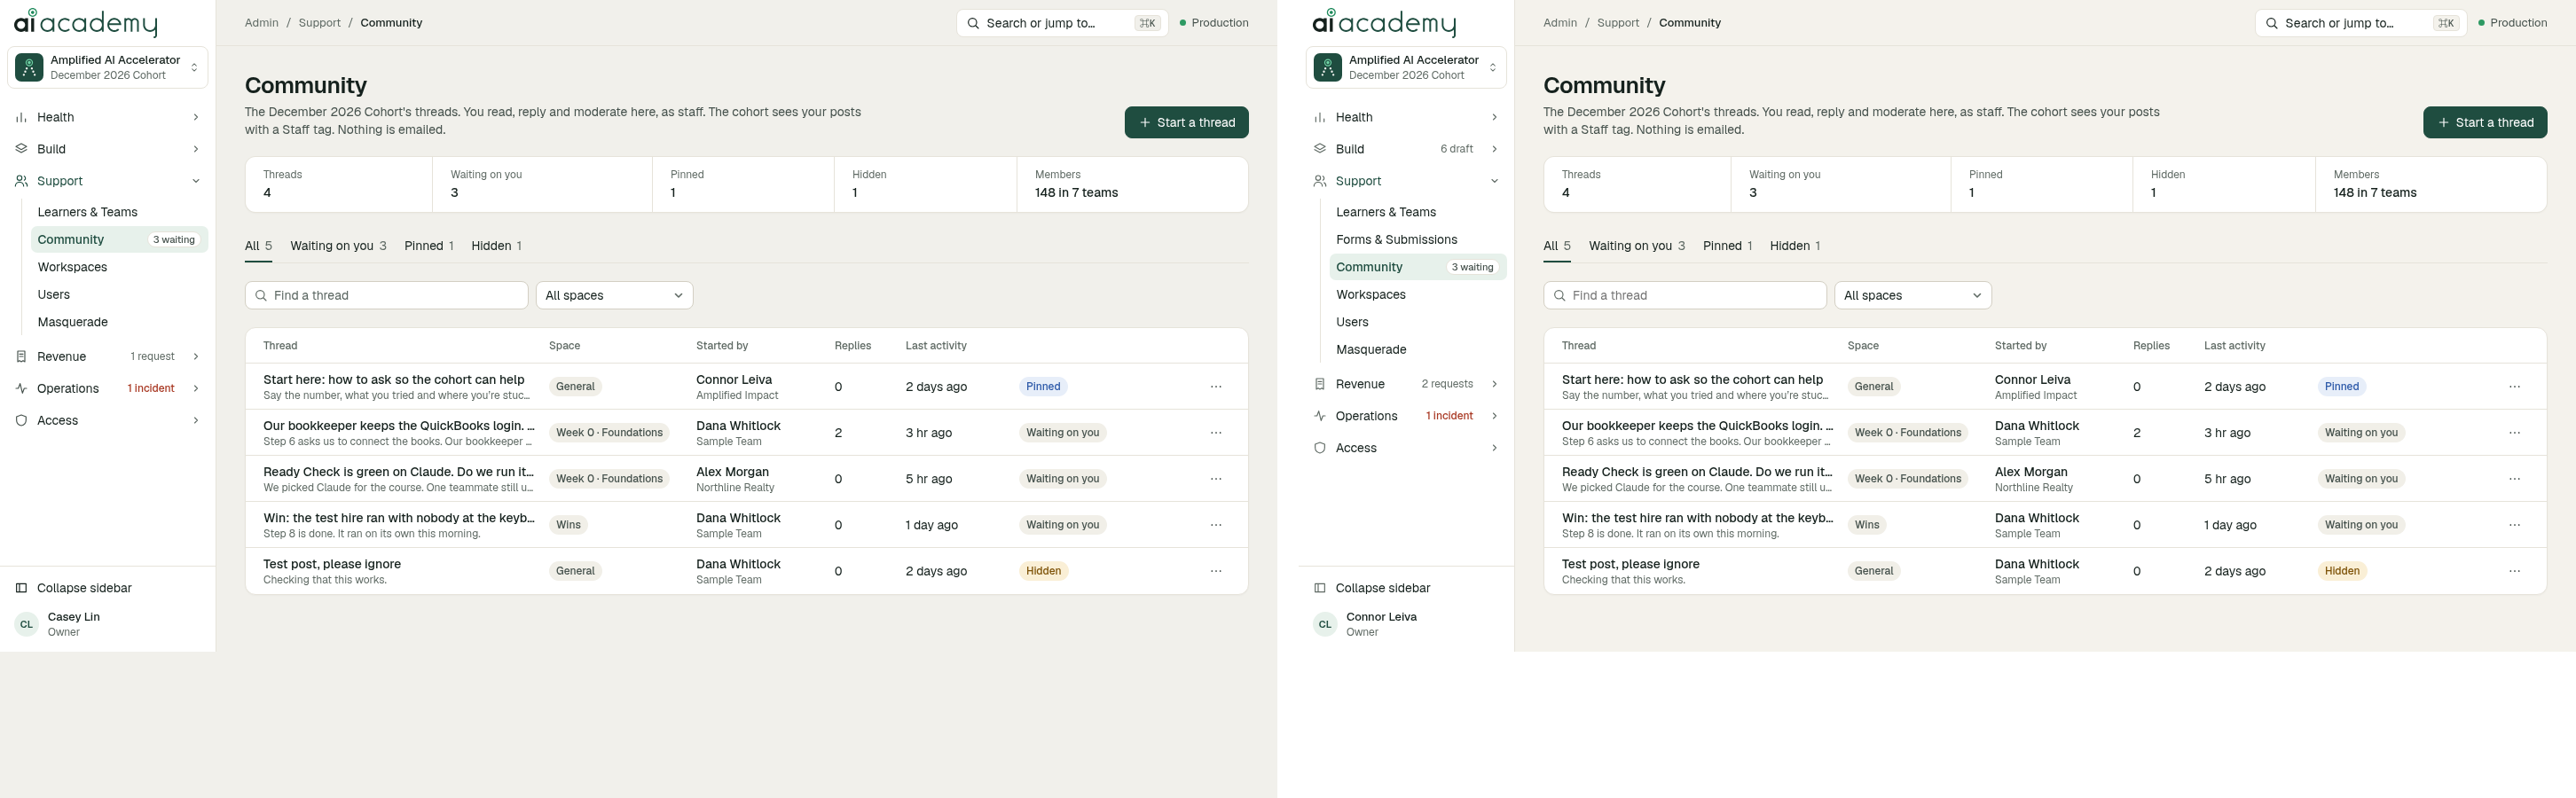 ai academy
Amplified AI Accelerator
December 2026 Cohort
Health
Build
Support
Learners & Teams
Community 3 waiting
Workspaces
Users
Masquerade
Revenue 1 request
Operations 1 incident
Access
Collapse sidebar
CL Casey Lin
Owner
Admin / Support / Community
Search or jump to... ⌘K
Production
Community
The December 2026 Cohort's threads. You read, reply and moderate here, as staff. The cohort sees your posts
with a Staff tag. Nothing is emailed.
+ Start a thread
Threads Waiting on you Pinned Hidden Members
4 3 1 1 148 in 7 teams
All 5 Waiting on you 3 Pinned 1 Hidden 1
Find a thread All spaces
Thread Space Started by Replies Last activity
Start here: how to ask so the cohort can help General Connor Leiva 0 2 days ago Pinned ...
Say the number, what you tried and where you're stuc... Amplified Impact
Our bookkeeper keeps the QuickBooks login. ... Week 0 · Foundations Dana Whitlock 2 3 hr ago Waiting on you ...
Step 6 asks us to connect the books. Our bookkeeper ... Sample Team
Ready Check is green on Claude. Do we run it... Week 0 · Foundations Alex Morgan 0 5 hr ago Waiting on you ...
We picked Claude for the course. One teammate still u... Northline Realty
Win: the test hire ran with nobody at the keyb... Wins Dana Whitlock 0 1 day ago Waiting on you ...
Step 8 is done. It ran on its own this morning. Sample Team
Test post, please ignore General Dana Whitlock 0 2 days ago Hidden ...
Checking that this works. Sample Team
ai academy
Amplified AI Accelerator
December 2026 Cohort
Health
Build 6 draft
Support
Learners & Teams
Forms & Submissions
Community 3 waiting
Workspaces
Users
Masquerade
Revenue 2 requests
Operations 1 incident
Access
Collapse sidebar
CL Connor Leiva
Owner
Admin / Support / Community
Search or jump to... ⌘K
Production
Community
The December 2026 Cohort's threads. You read, reply and moderate here, as staff. The cohort sees your posts
with a Staff tag. Nothing is emailed.
+ Start a thread
Threads Waiting on you Pinned Hidden Members
4 3 1 1 148 in 7 teams
All 5 Waiting on you 3 Pinned 1 Hidden 1
Find a thread All spaces
Thread Space Started by Replies Last activity
Start here: how to ask so the cohort can help General Connor Leiva 0 2 days ago Pinned ...
Say the number, what you tried and where you're stuc... Amplified Impact
Our bookkeeper keeps the QuickBooks login. ... Week 0 · Foundations Dana Whitlock 2 3 hr ago Waiting on you ...
Step 6 asks us to connect the books. Our bookkeeper ... Sample Team
Ready Check is green on Claude. Do we run it... Week 0 · Foundations Alex Morgan 0 5 hr ago Waiting on you ...
We picked Claude for the course. One teammate still u... Northline Realty
Win: the test hire ran with nobody at the keyb... Wins Dana Whitlock 0 1 day ago Waiting on you ...
Step 8 is done. It ran on its own this morning. Sample Team
Test post, please ignore General Dana Whitlock 0 2 days ago Hidden ...
Checking that this works. Sample Team